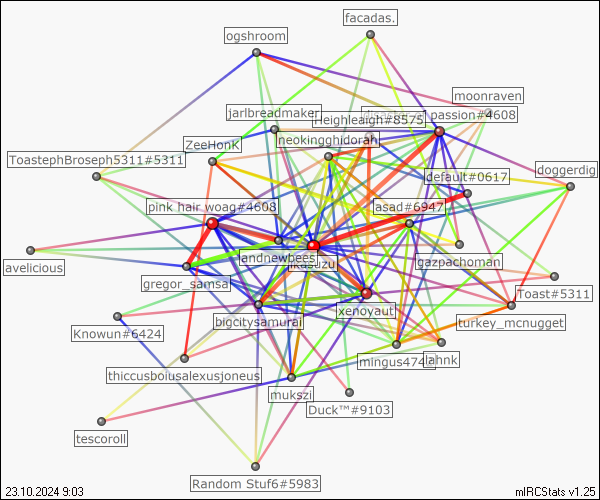 facadas.
ogshroom
moonraven
jarlbreadmaker
Heighleaigh#8575
passion#4608
neokingghidorah
ZeeHonK
ToastephBroseph5311#5311
default#0617
doggerdig
pink hair woag#4608
asad#6947
landnewbees
ikasuzu
gazpachoman
avelicious
gregor_samsa
Toast#5311
xenoyaut
bigcitysamurai
turkey_mcnugget
Knowun#6424
mingus474
lahnk
thiccusboiusalexusjoneus
mukszi
Duck™#9103
tescoroll
Random Stuf6#5983
23.10.2024 9:03
mIRCStats v1.25